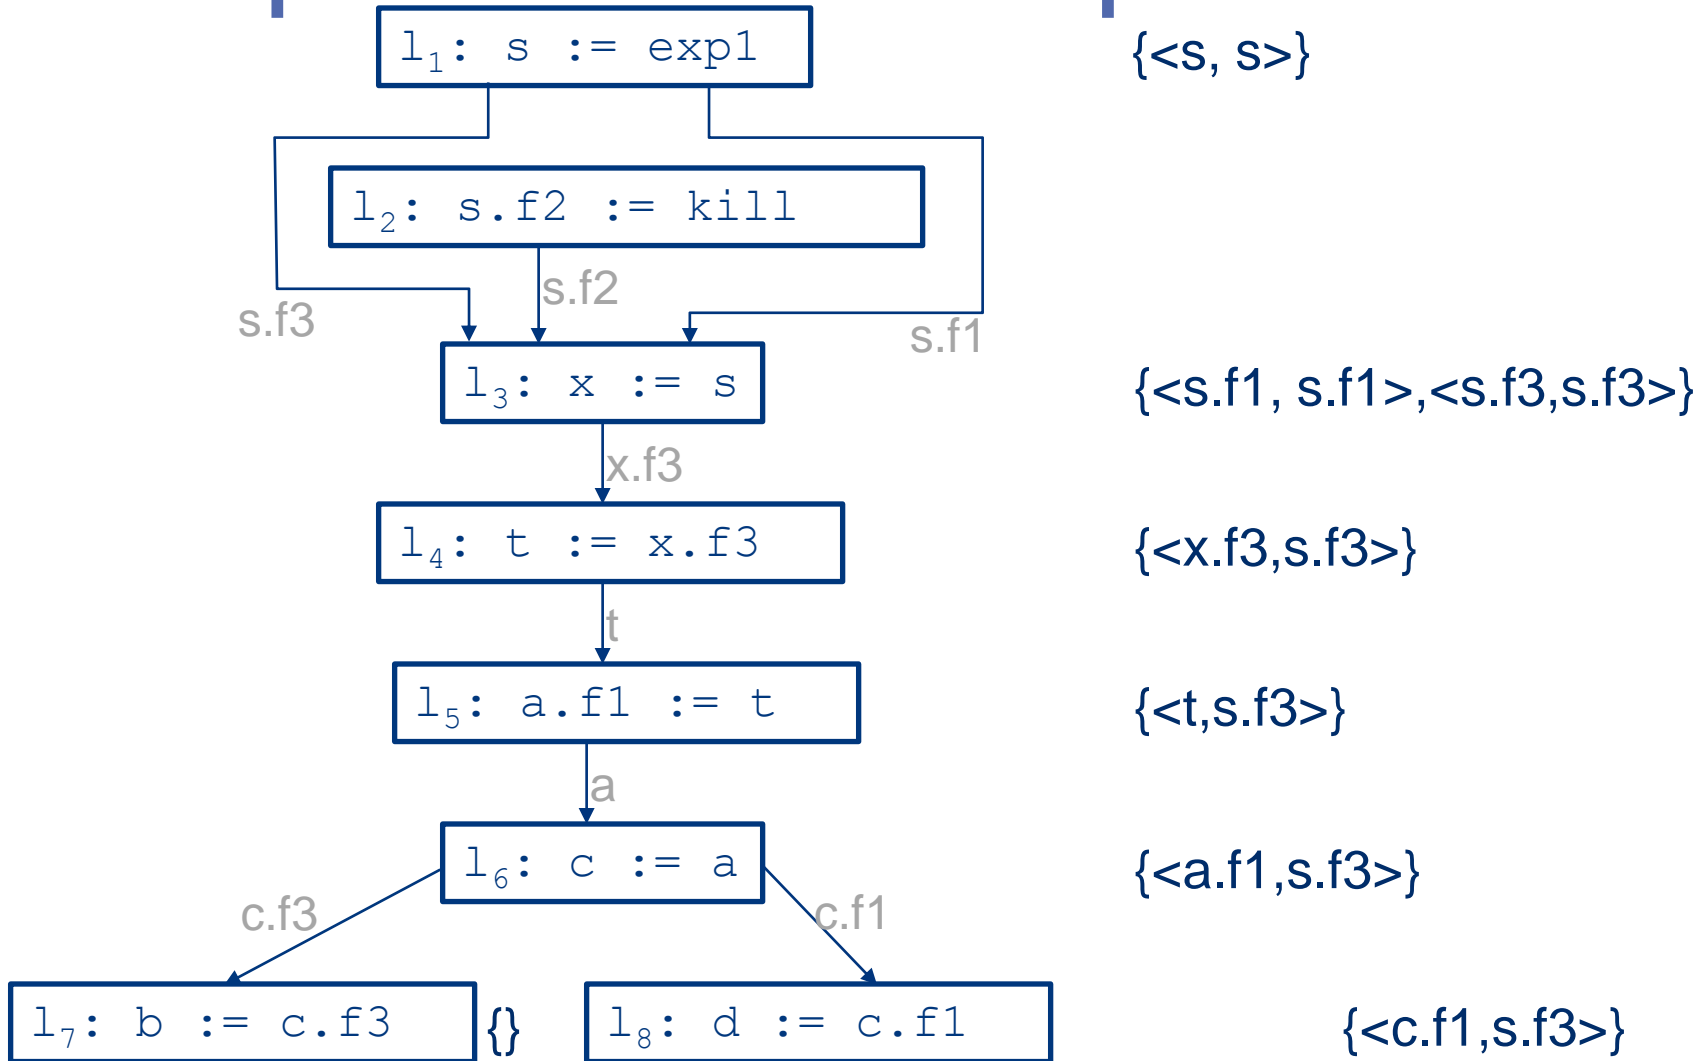 l₁: s := exp1
{<s, s>}
l₂: s.f2 := kill
s.f3
s.f2
s.f1
l₃: x := s
{<s.f1, s.f1>,<s.f3,s.f3>}
x.f3
l₄: t := x.f3
{<x.f3,s.f3>}
t
l₅: a.f1 := t
{<t,s.f3>}
a
l₆: c := a
{<a.f1,s.f3>}
c.f3
c.f1
l₇: b := c.f3
{}
l₈: d := c.f1
{<c.f1,s.f3>}